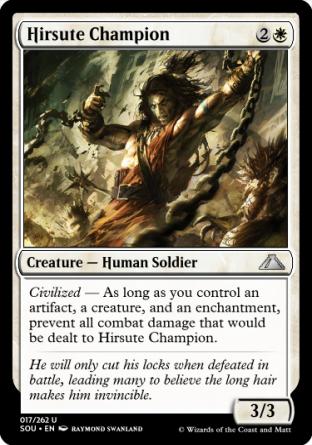 Hirsute Champion 2
Creature — Human Soldier
Civilized — As long as you control an
artifact, a creature, and an enchantment,
prevent all combat damage that would
be dealt to Hirsute Champion.
He will only cut his locks when defeated in
battle, leading many to believe the long hair
makes him invincible.
3/3
017/262 U
SOU • EN RAYMOND SWANLAND © Wizards of the Coast and Matt